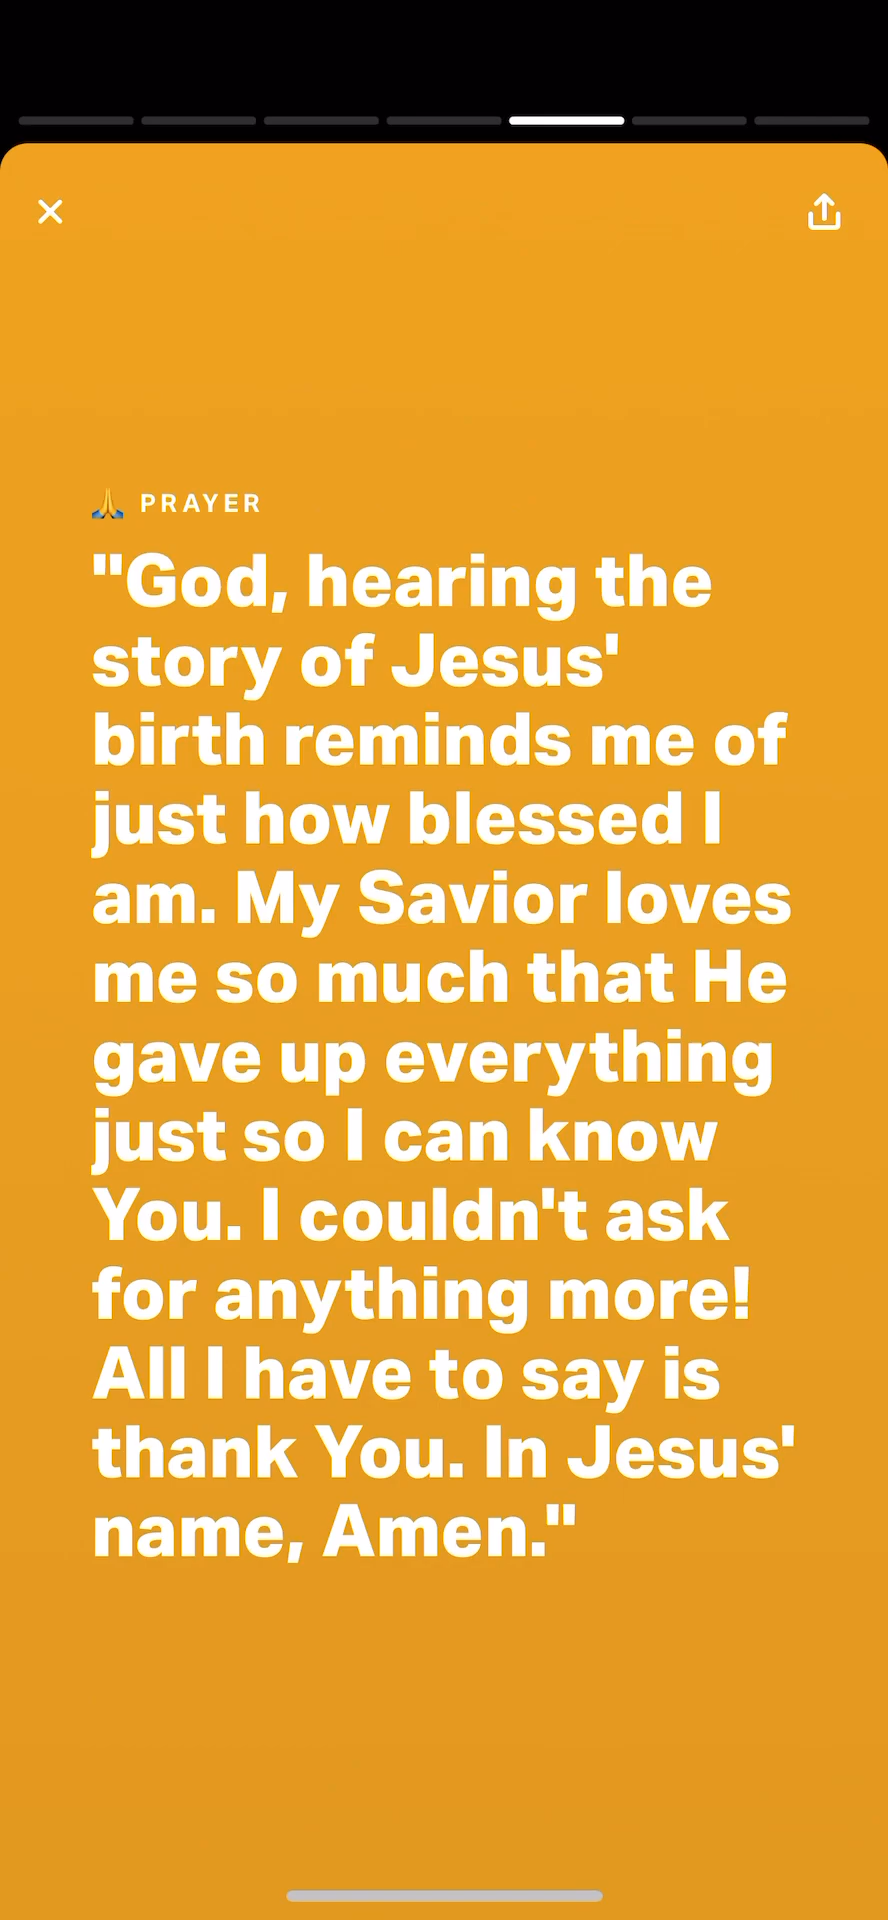 🙏 PRAYER
"God, hearing the
story of Jesus'
birth reminds me of
just how blessed I
am. My Savior loves
me so much that He
gave up everything
just so I can know
You. I couldn't ask
for anything more!
All I have to say is
thank You. In Jesus'
name, Amen."